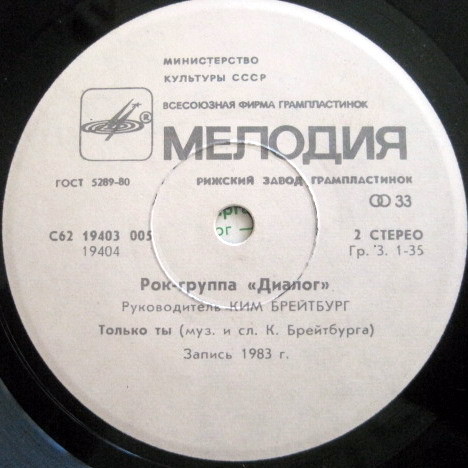 МИНИСТЕРСТВО
КУЛЬТУРЫ СССР
ВСЕСОЮЗНАЯ ФИРМА ГРАМПЛАСТИНОК
® МЕЛОДИЯ
ГОСТ 5289-80 РИЖСКИЙ ЗАВОД ГРАМПЛАСТИНОК 33
С62 19403 005 2 СТЕРЕО
19404 Гр. 3. 1-35
Рок-группа «Диалог»
Руководитель КИМ БРЕЙТБУРГ
Только ты (муз. и сл. К. Брейтбурга)
Запись 1983 г.